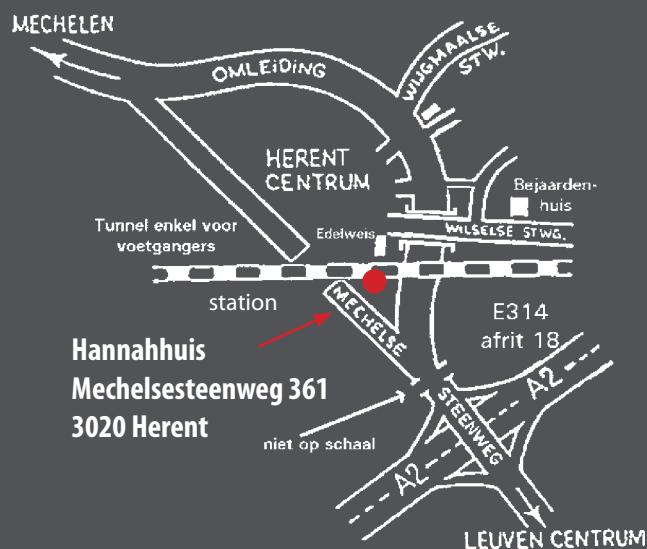 MECHELEN
OMLEIDING
WIJGMAALSE
STW.
HERENT
CENTRUM
Bejaarden-
huis
Tunnel enkel voor
voetgangers
Edelweis
WILSELSE STWG.
station
MECHELSE
E314
afrit 18
Hannahhuis
Mechelsesteenweg 361
3020 Herent
A2
STEENWEG
niet op schaal
A2
LEUVEN CENTRUM